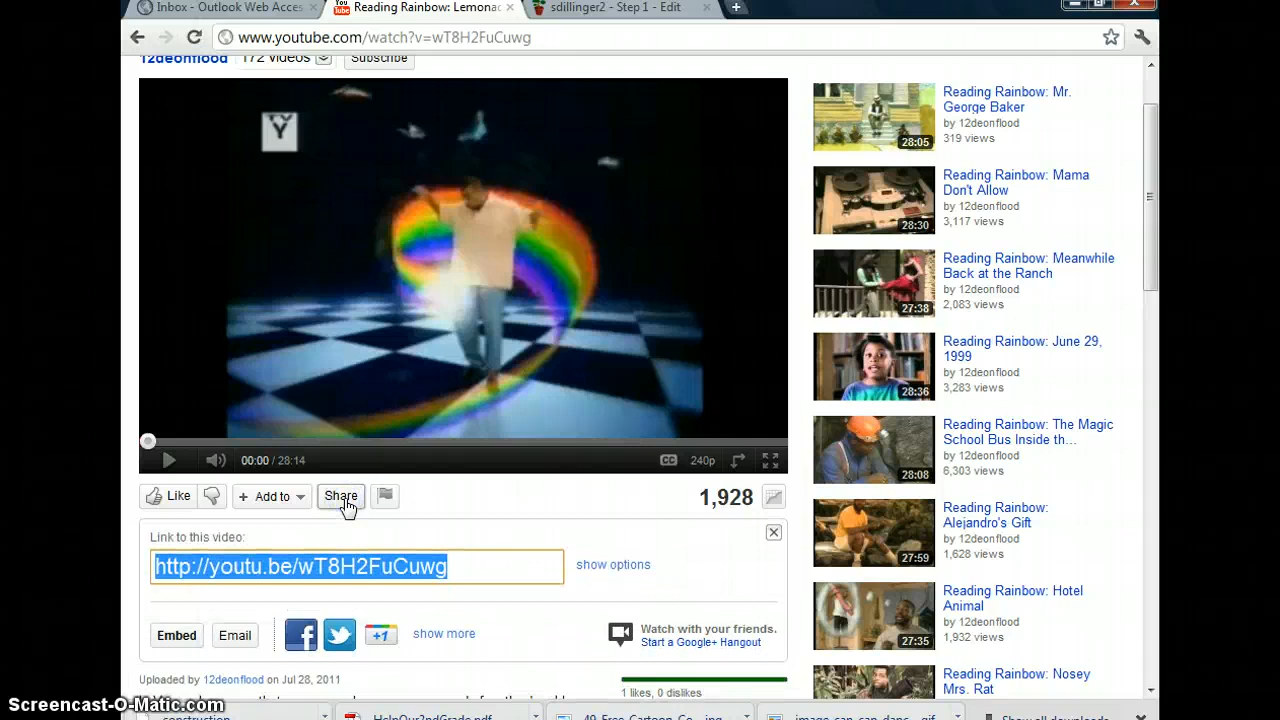 Inbox - Outlook Web Acces
Reading Rainbow: Lemonad
sdillinger2 - Step 1 - Edit
www.youtube.com/watch?v=wT8H2FuCuwg
12deonflood 172 videos Subscribe
Y
00:00 / 28:14 CC 240p
Like
Add to
Share
1,928
Link to this video:
http://youtu.be/wT8H2FuCuwg
show options
Embed
Email
+1
show more
Watch with your friends.
Start a Google+ Hangout
Uploaded by 12deonflood on Jul 28, 2011
1 likes, 0 dislikes
28:05
Reading Rainbow: Mr.
George Baker
by 12deonflood
319 views
28:30
Reading Rainbow: Mama
Don't Allow
by 12deonflood
3,117 views
27:38
Reading Rainbow: Meanwhile
Back at the Ranch
by 12deonflood
2,083 views
28:36
Reading Rainbow: June 29,
1999
by 12deonflood
3,283 views
28:08
Reading Rainbow: The Magic
School Bus Inside th...
by 12deonflood
6,303 views
27:59
Reading Rainbow:
Alejandro's Gift
by 12deonflood
1,628 views
27:35
Reading Rainbow: Hotel
Animal
by 12deonflood
1,932 views
Reading Rainbow: Nosey
Mrs. Rat
construction
HelpOur2ndGrade.pdf
Show all downloads
Screencast-O-Matic.com